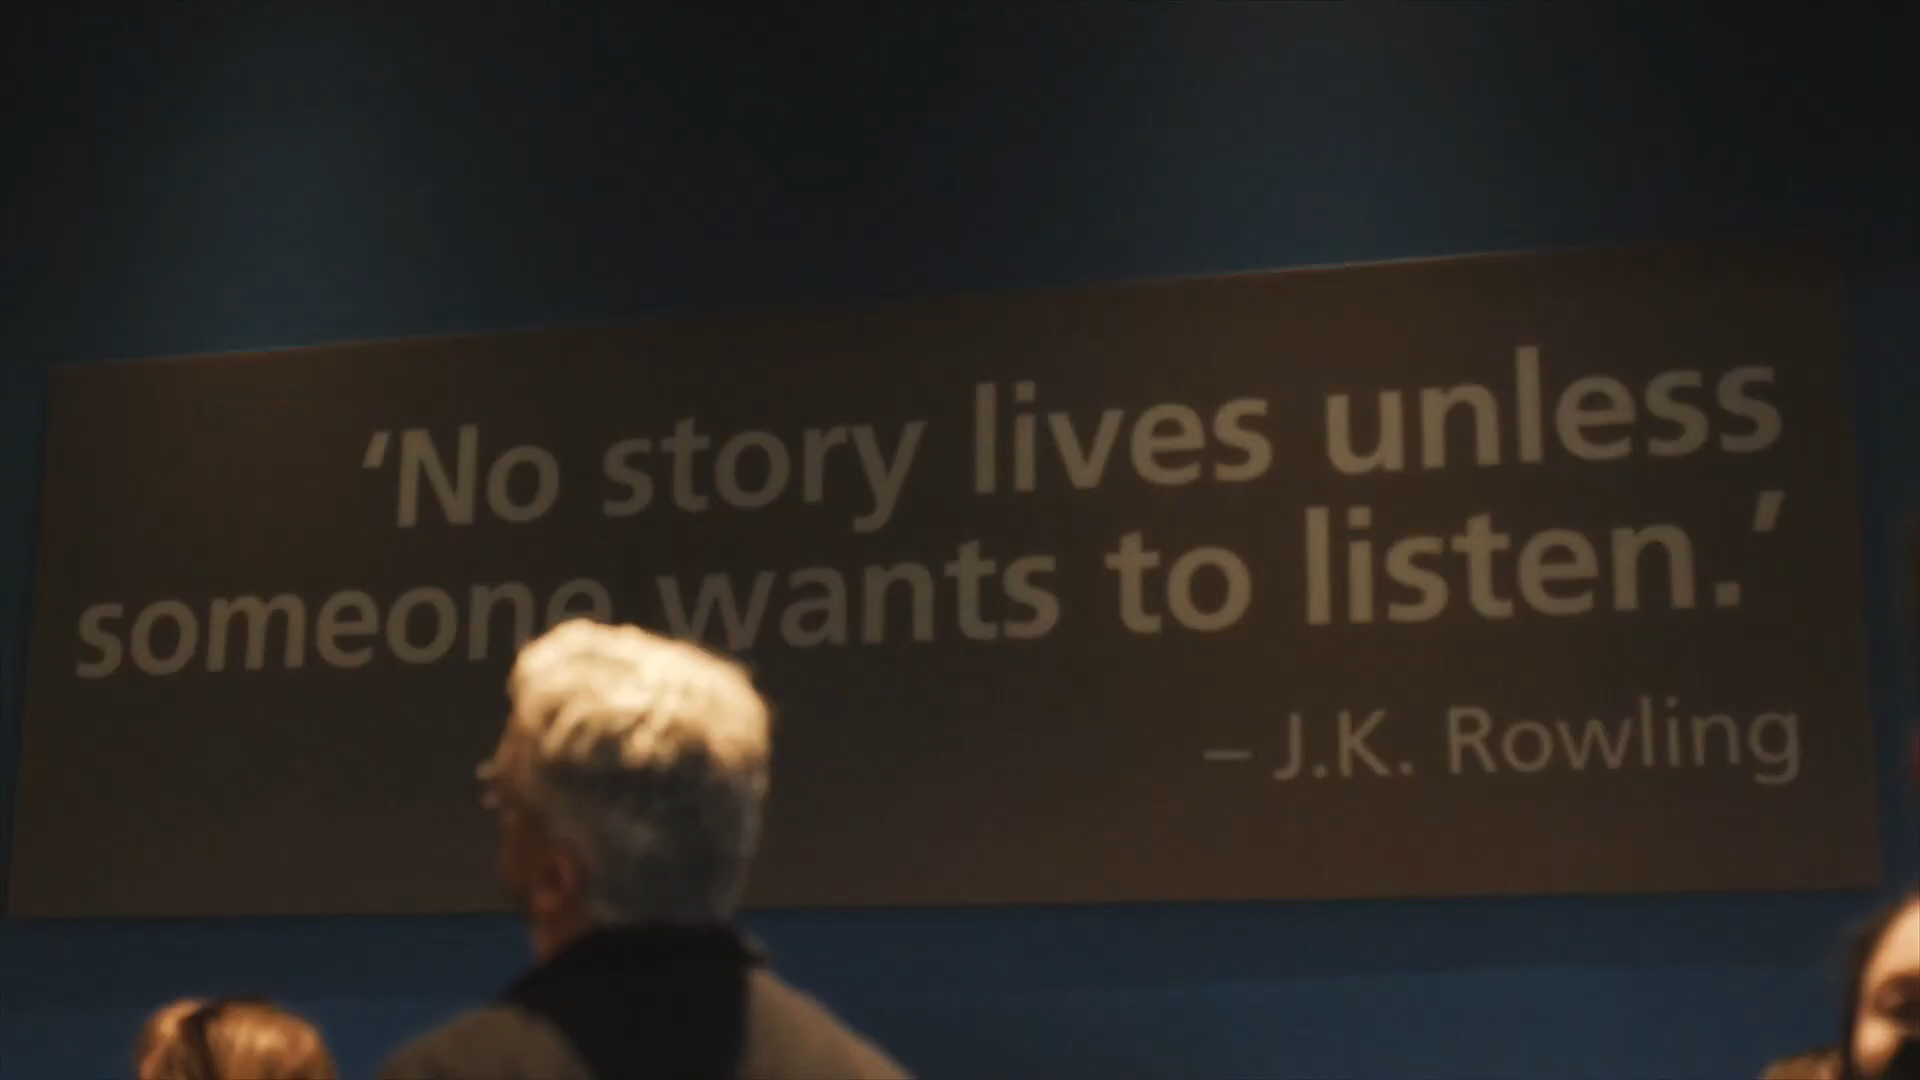 ‘No story lives unless
someone wants to listen.’
– J.K. Rowling